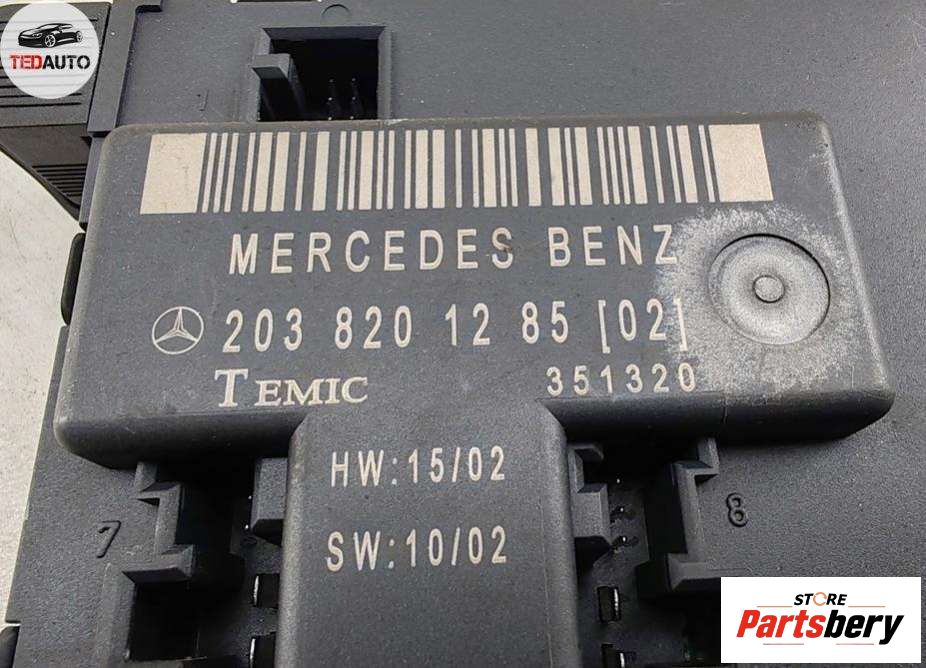 TEDAUTO
MERCEDES BENZ
203 820 12 85 [02]
TEMIC 351320
HW:15/02
SW:10/02
7
8
STORE
Partsbery